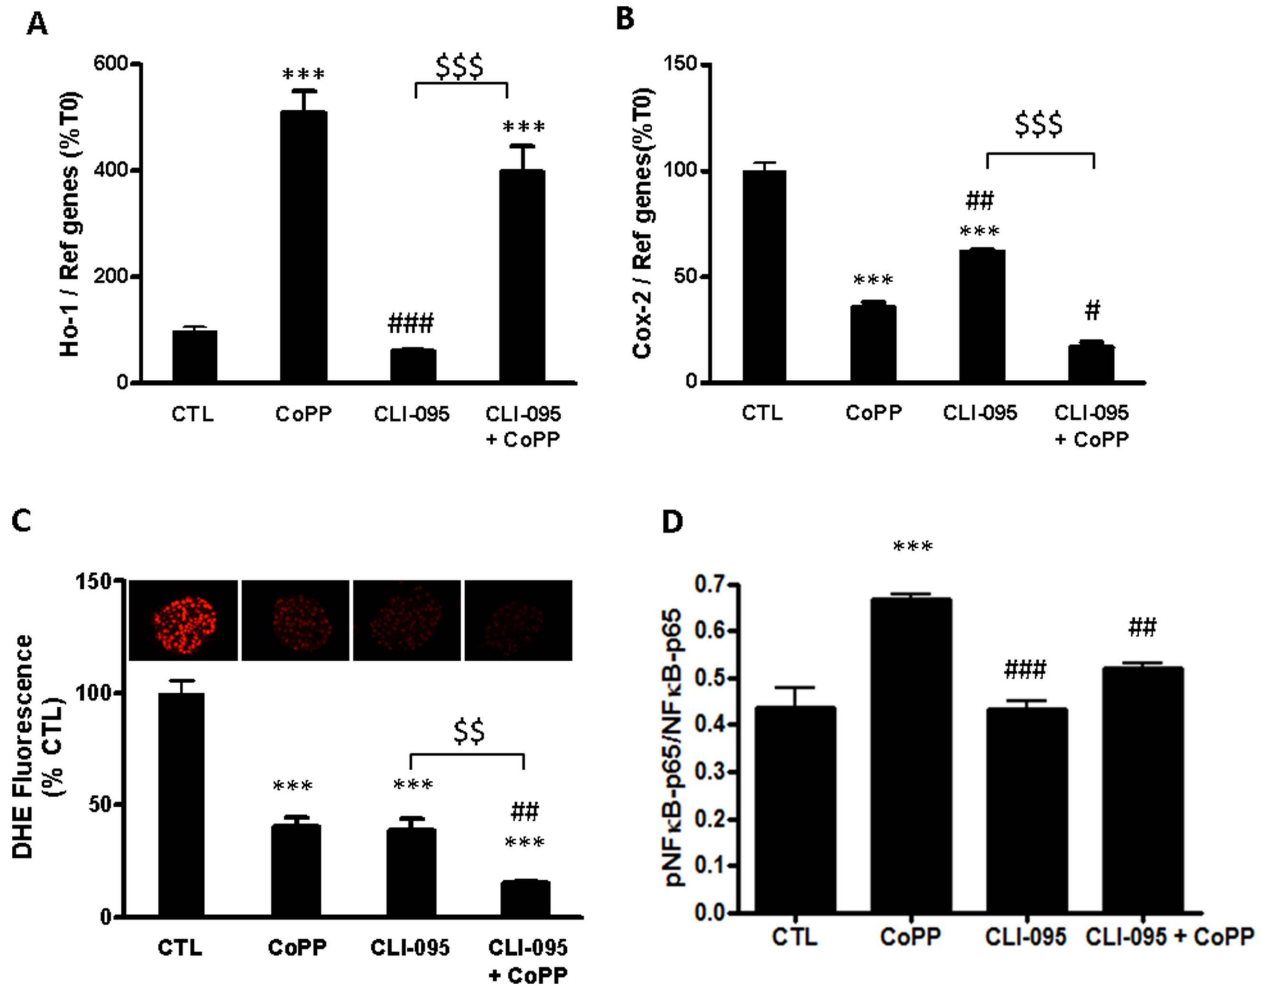 A
Ho-1 / Ref genes (%T0)
600
400
200
0
***
$$$
***
###
CTL
CoPP
CLI-095
CLI-095
+ CoPP
B
Cox-2 / Ref genes(%T0)
150
100
50
0
$$$
##
***
***
#
CTL
CoPP
CLI-095
CLI-095
+ CoPP
C
DHE Fluorescence
(% CTL)
150
100
50
0
$$
***
***
##
***
CTL
CoPP
CLI-095
CLI-095
+ CoPP
D
pNFκB-p65/NFκB-p65
0.7
0.6
0.5
0.4
0.3
0.2
0.1
0.0
***
##
###
CTL
CoPP
CLI-095
CLI-095 + CoPP